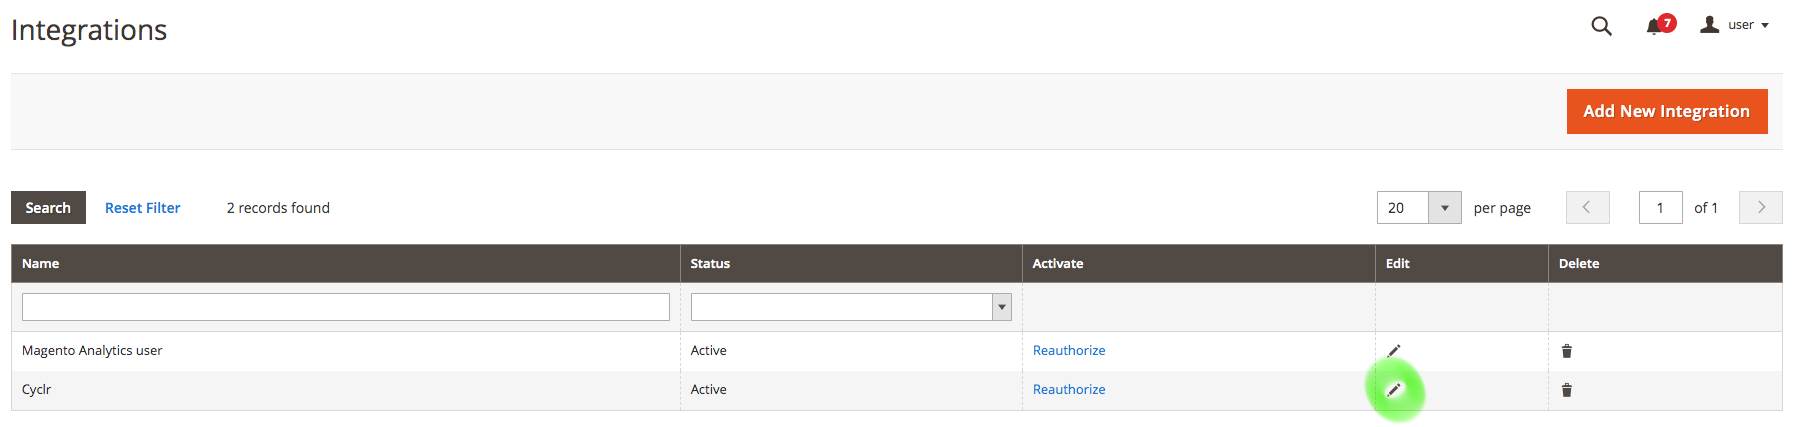 Integrations
7
user
Add New Integration
Search Reset Filter 2 records found 20 per page 1 of 1
Name Status Activate Edit Delete
Magento Analytics user Active Reauthorize
Cyclr Active Reauthorize